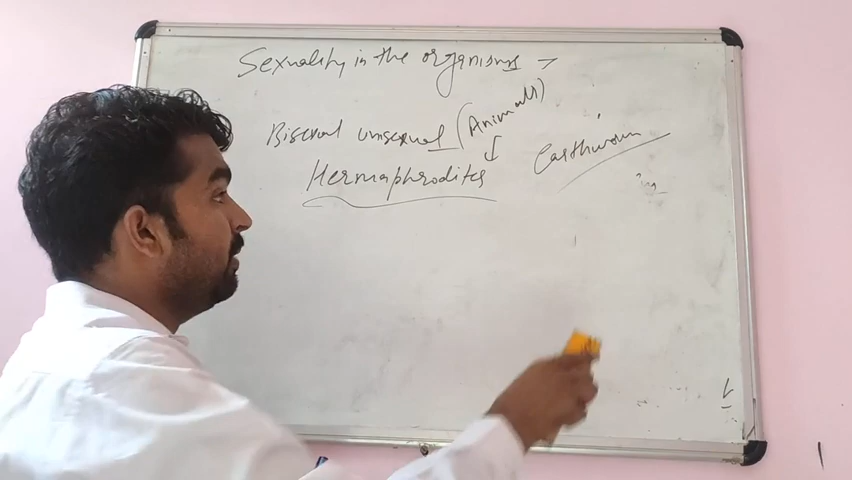 Sexuality in the organisms →
Bisexual unisexual (Animals)
Hermaphrodites
Earthworm